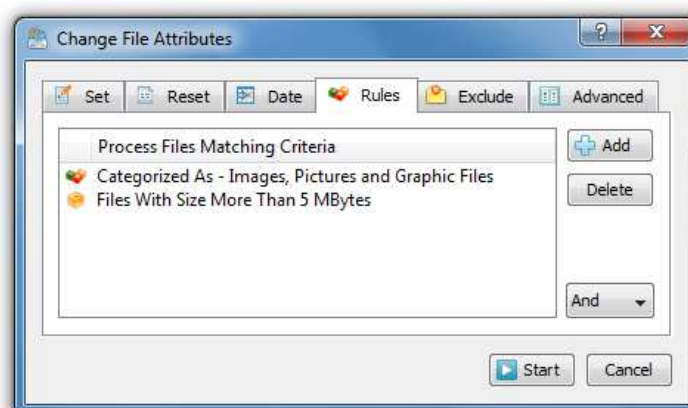 Change File Attributes ? X
Set Reset Date Rules Exclude Advanced
Process Files Matching Criteria
Add
Categorized As - Images, Pictures and Graphic Files
Files With Size More Than 5 MBytes
Delete
And
Start Cancel